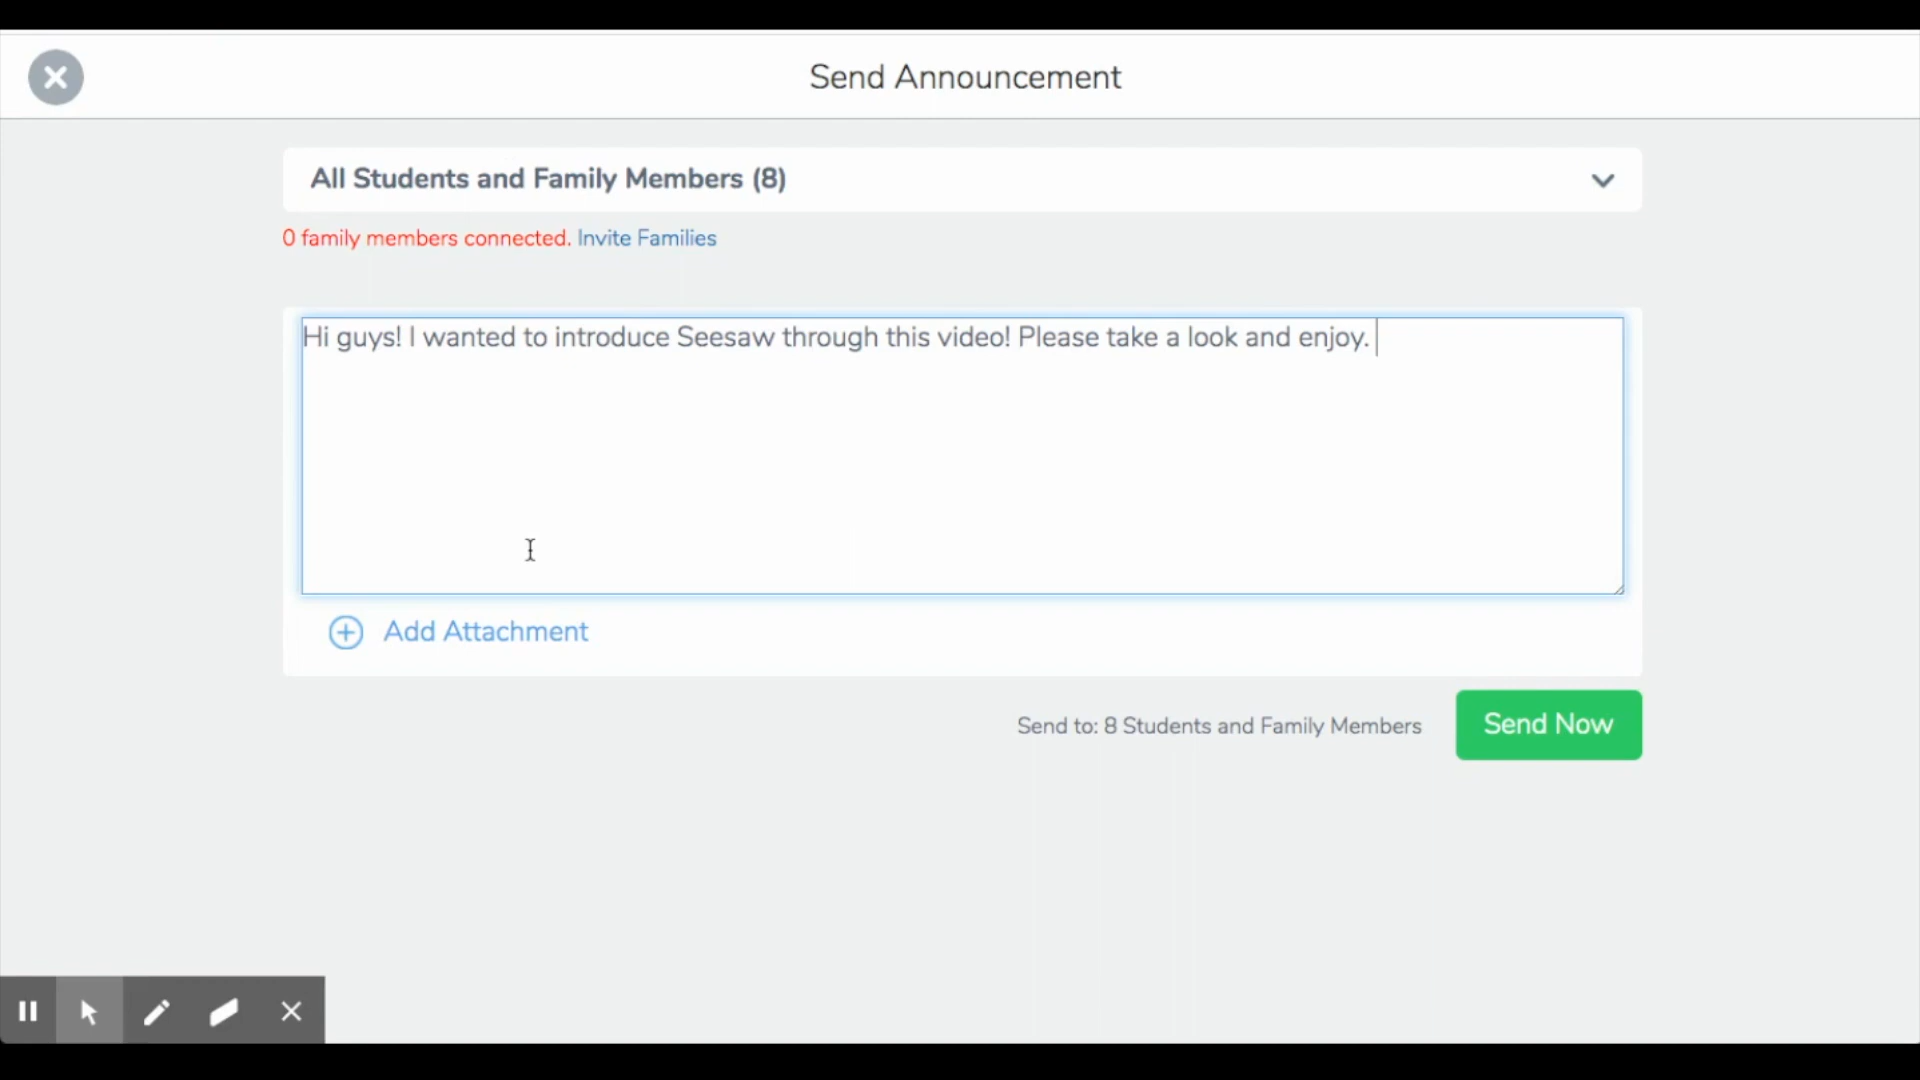 Send Announcement
All Students and Family Members (8)
0 family members connected. Invite Families
Hi guys! I wanted to introduce Seesaw through this video! Please take a look and enjoy.
Add Attachment
Send to: 8 Students and Family Members
Send Now